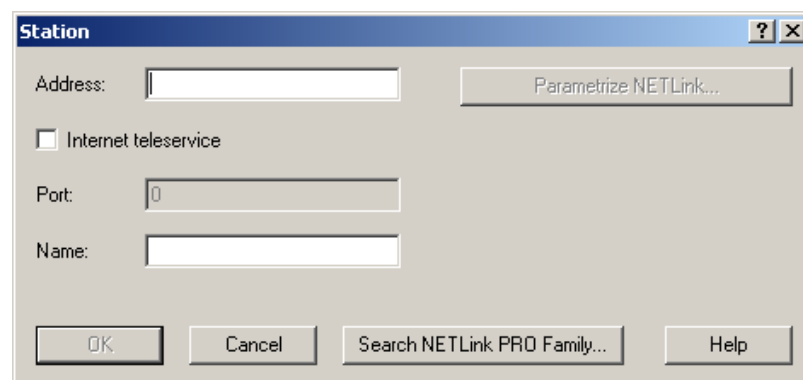 Station
Address:
Parametrize NETLink...
Internet teleservice
Port:
0
Name:
OK
Cancel
Search NETLink PRO Family...
Help